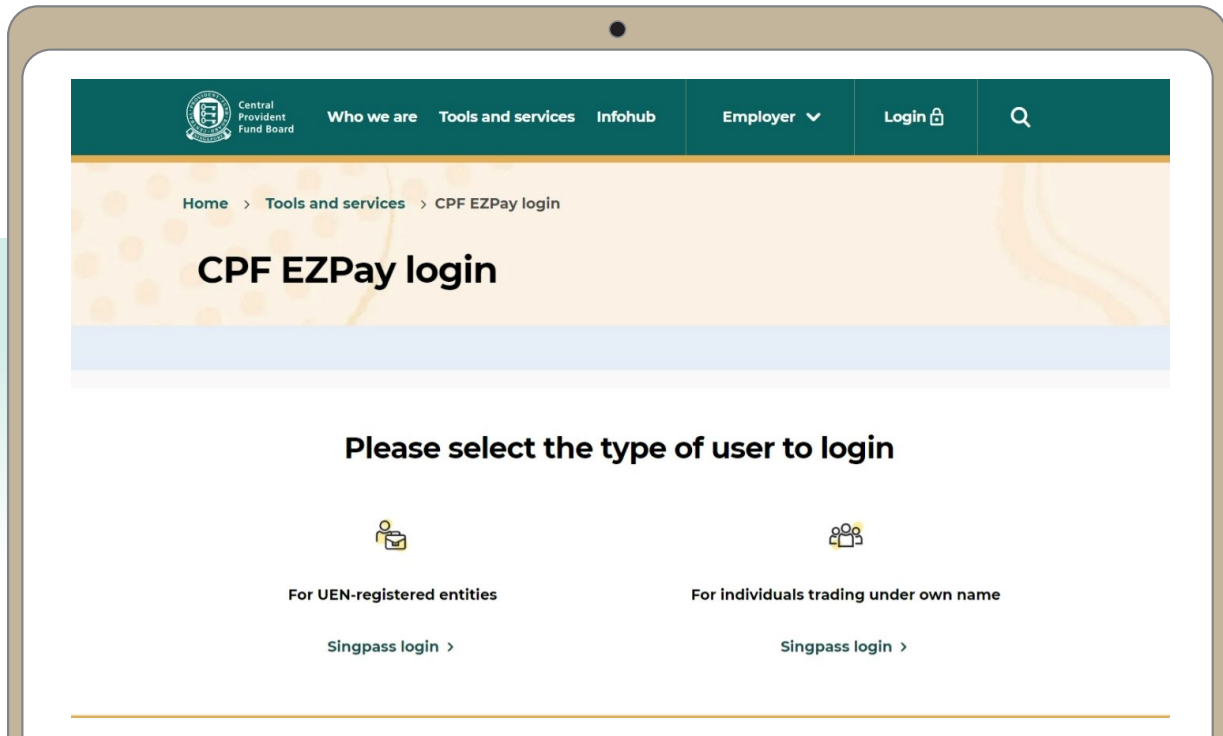 Central
Provident
Fund Board
Who we are Tools and services Infohub Employer Login
Home > Tools and services > CPF EZPay login
CPF EZPay login
Please select the type of user to login
For UEN-registered entities For individuals trading under own name
Singpass login > Singpass login >